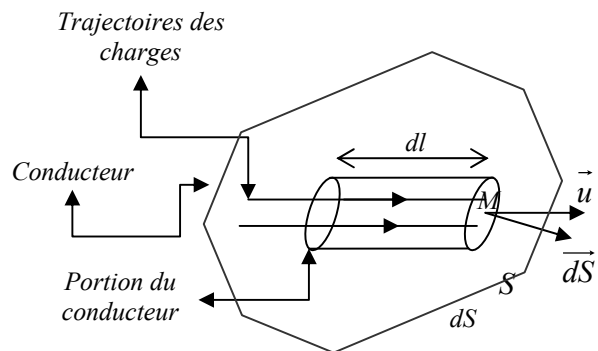 Trajectoires des
charges
dl
Conducteur
M
u
dS
S
Portion du
conducteur
dS